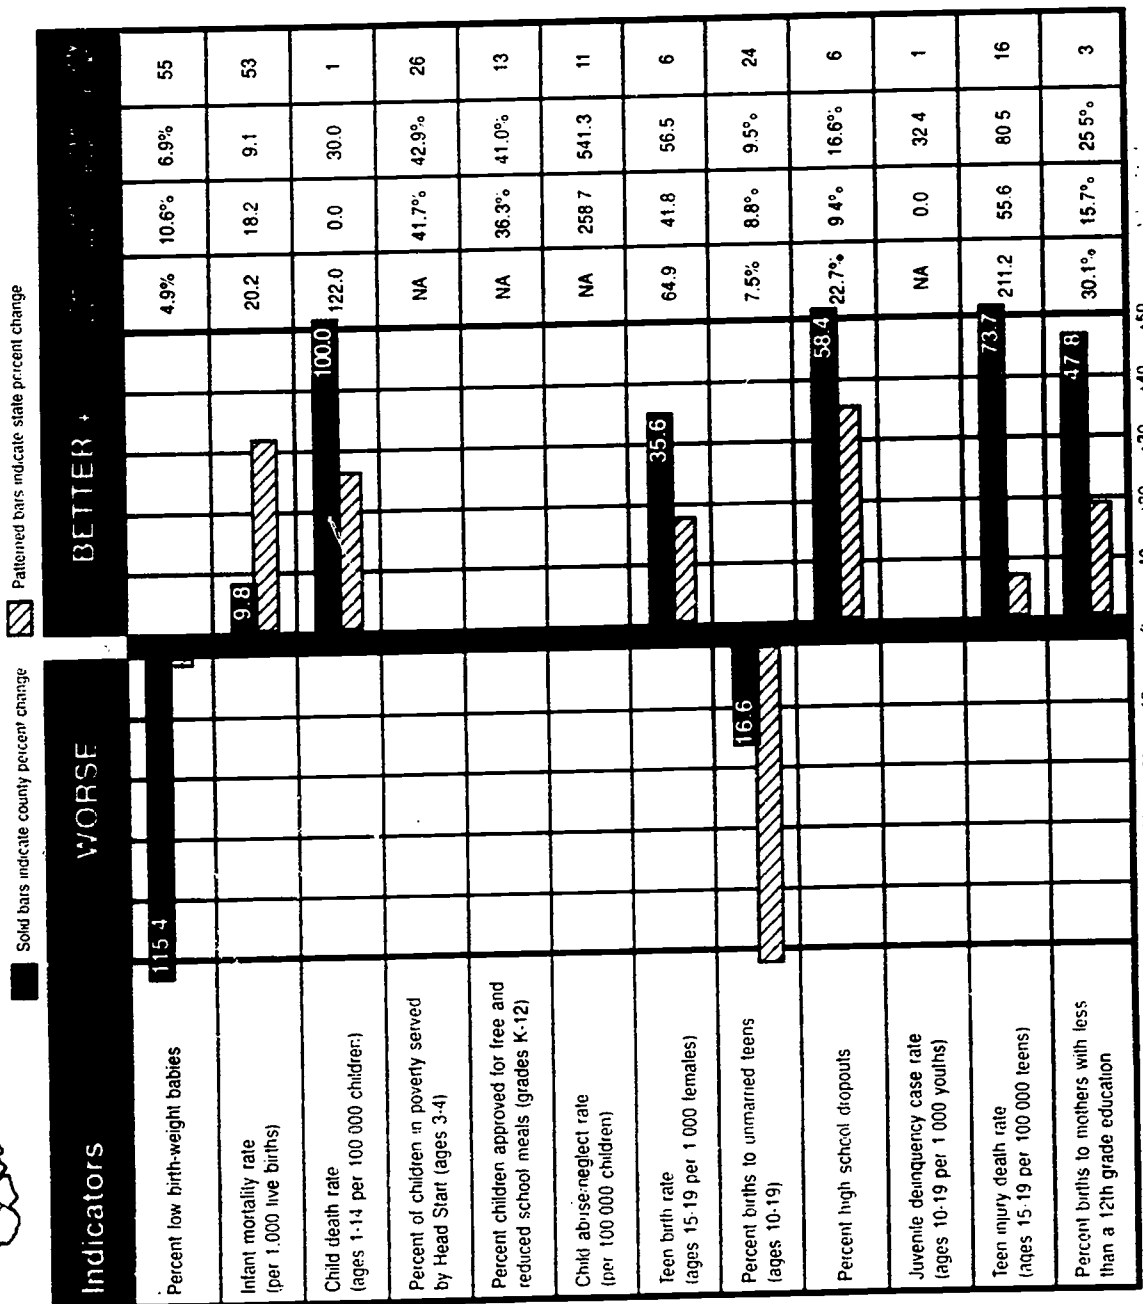 Solid bars indicate county percent change
Patterned bars indicate state percent change
Indicators WORSE BETTER +
Percent low birth-weight babies 115.4 4.9% 10.6% 6.9% 55
Infant mortality rate
(per 1,000 live births) 9.8 20.2 18.2 9.1 53
Child death rate
(ages 1-14 per 100 000 children) 100.0 122.0 0.0 30.0 1
Percent of children in poverty served
by Head Start (ages 3-4) NA 41.7% 42.9% 26
Percent children approved for free and
reduced school meals (grades K-12) NA 36.3% 41.0% 13
Child abuse/neglect rate
(per 100 000 children) NA 258 7 541.3 11
Teen birth rate
(ages 15-19 per 1 000 females) 35.6 64.9 41.8 56.5 6
Percent births to unmarried teens
(ages 10-19) 16.6 7.5% 8.8% 9.5% 24
Percent high school dropouts 58.4 22.7% 9 4% 16.6% 6
Juvenile delinquency case rate
(ages 10-19 per 1 000 youths) NA 0.0 32 4 1
Teen injury death rate
(ages 15-19 per 100 000 teens) 73.7 211.2 55.6 80 5 16
Percent births to mothers with less
than a 12th grade education 47 8 30.1% 15.7% 25 5% 3